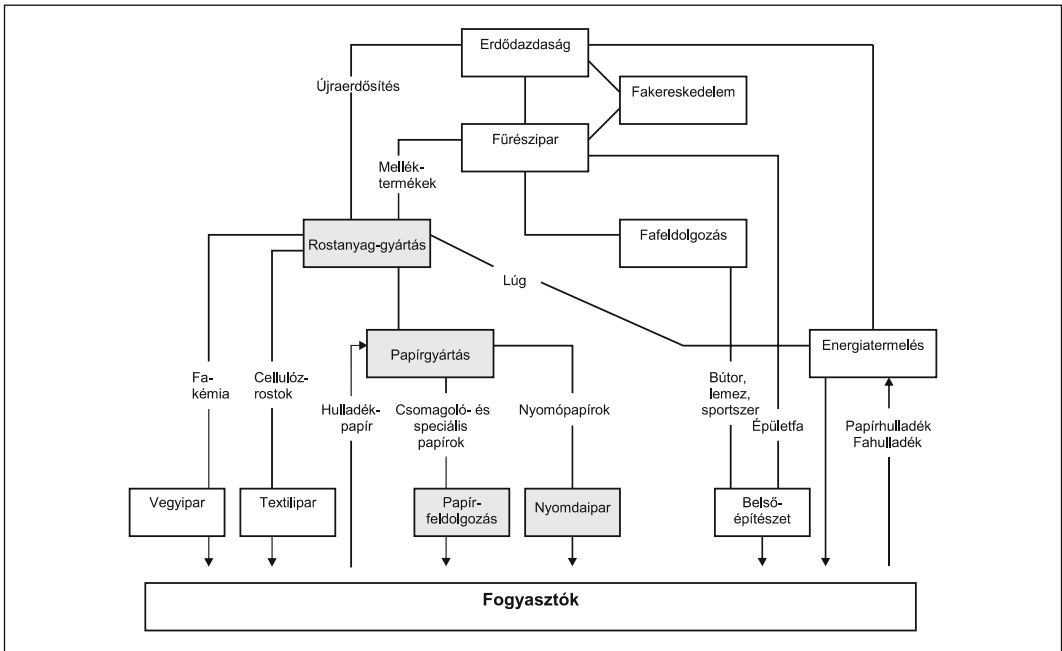 Erdődazdaság
Újraerdősítés
Fakereskedelem
Fűrészipar
Mellék-
termékek
Rostanyag-gyártás
Fafeldolgozás
Lúg
Papírgyártás
Energiatermelés
Fa-
kémia
Cellulóz-
rostok
Hulladék-
papír
Csomagoló- és
speciális
papírok
Nyomópapírok
Bútor,
lemez,
sportszer
Épületfa
Papírhulladék
Fahulladék
Vegyipar
Textilipar
Papír-
feldolgozás
Nyomdaipar
Belső-
építészet
Fogyasztók